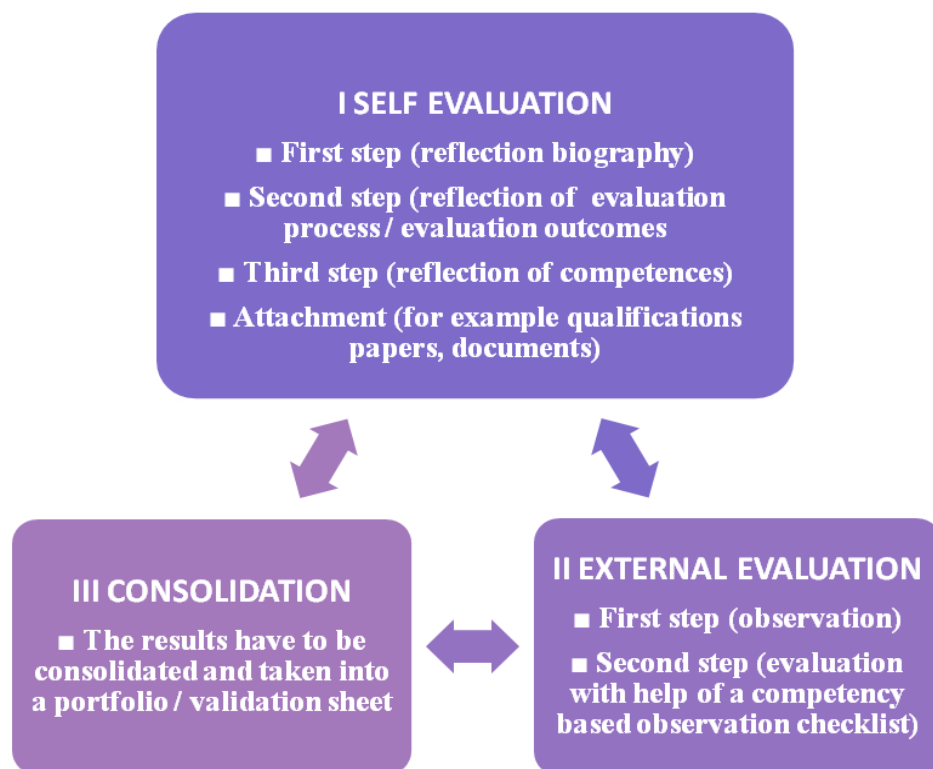 I SELF EVALUATION
■ First step (reflection biography)
■ Second step (reflection of evaluation
process / evaluation outcomes
■ Third step (reflection of competences)
■ Attachment (for example qualifications
papers, documents)
III CONSOLIDATION
■ The results have to be
consolidated and taken into
a portfolio / validation sheet
II EXTERNAL EVALUATION
■ First step (observation)
■ Second step (evaluation
with help of a competency
based observation checklist)